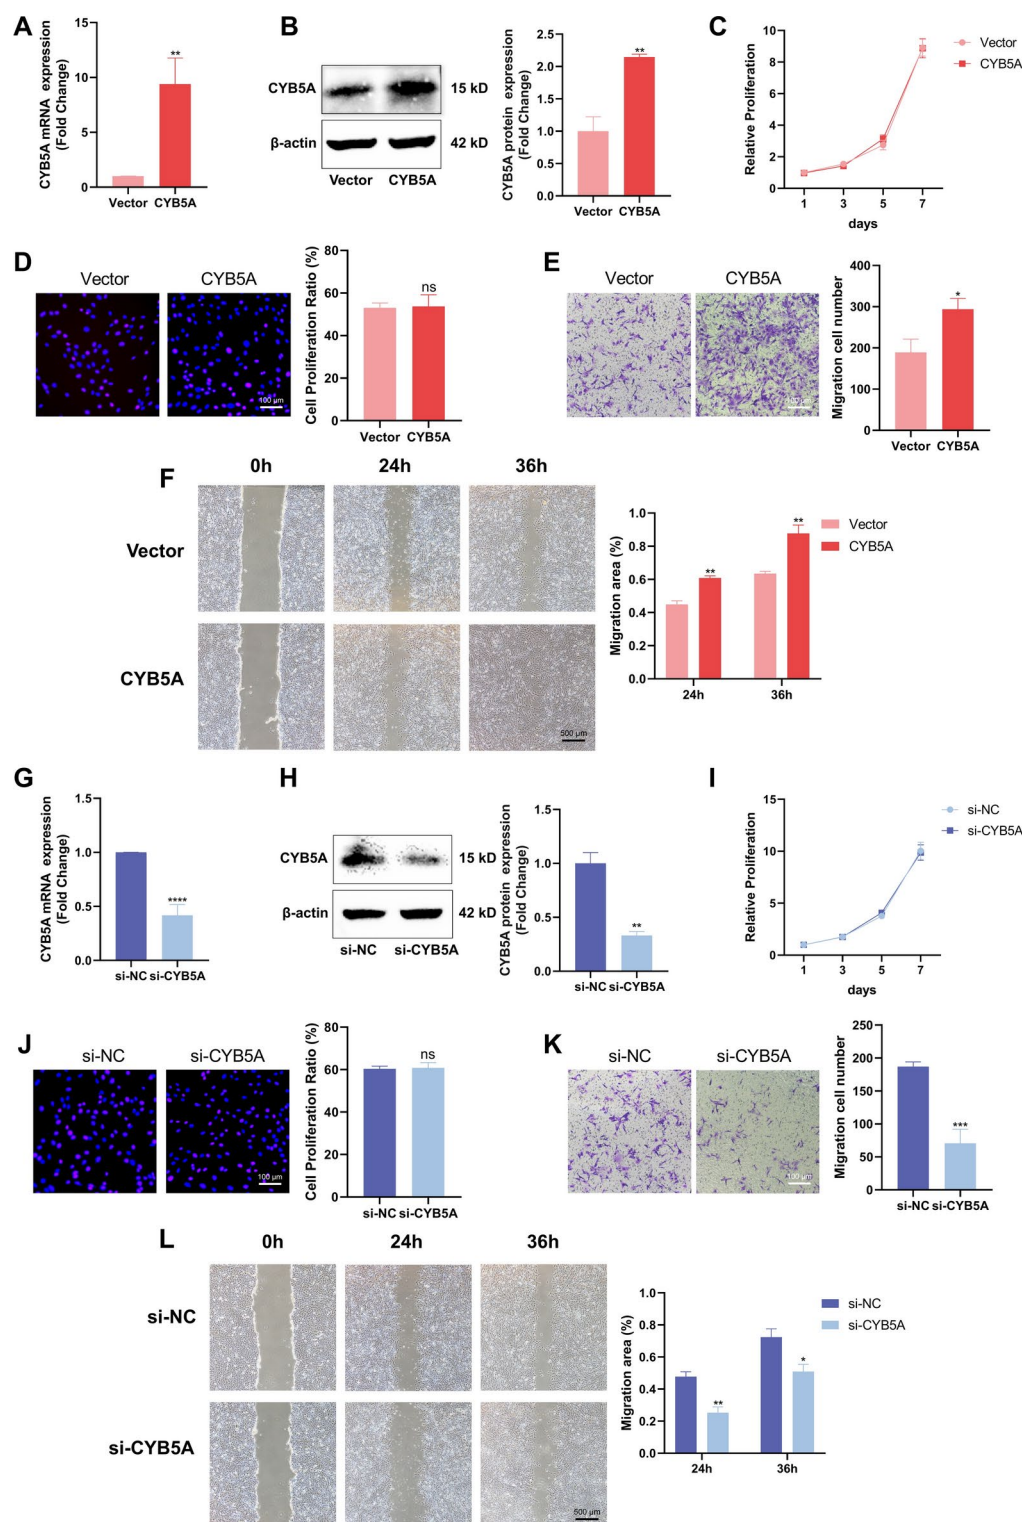 A
CYB5A mRNA expression
(Fold Change)
15
10
5
0
**
Vector CYB5A
B
CYB5A
15 kD
β-actin
42 kD
Vector CYB5A
CYB5A protein expression
(Fold Change)
2.5
2.0
1.5
1.0
0.5
0.0
**
Vector CYB5A
C
Relative Proliferation
10
8
6
4
2
0
1 3 5 7
days
Vector
CYB5A
D
Vector CYB5A
100 μm
Cell Proliferation Ratio (%)
80
60
40
20
0
ns
Vector CYB5A
E
Vector CYB5A
100 μm
Migration cell number
400
300
200
100
0
*
Vector CYB5A
F
0h 24h 36h
Vector
CYB5A
500 μm
Migration area (%)
1.0
0.8
0.6
0.4
0.2
0.0
**
**
24h 36h
Vector
CYB5A
G
CYB5A mRNA expression
(Fold Change)
1.5
1.0
0.5
0.0
****
si-NC si-CYB5A
H
CYB5A
15 kD
β-actin
42 kD
si-NC si-CYB5A
CYB5A protein expression
(Fold Change)
1.5
1.0
0.5
0.0
**
si-NC si-CYB5A
I
Relative Proliferation
15
10
5
0
1 3 5 7
days
si-NC
si-CYB5A
J
si-NC si-CYB5A
100 μm
Cell Proliferation Ratio (%)
80
60
40
20
0
ns
si-NC si-CYB5A
K
si-NC si-CYB5A
100 μm
Migration cell number
250
200
150
100
50
0
***
si-NC si-CYB5A
L
0h 24h 36h
si-NC
si-CYB5A
500 μm
Migration area (%)
1.0
0.8
0.6
0.4
0.2
0.0
**
*
24h 36h
si-NC
si-CYB5A